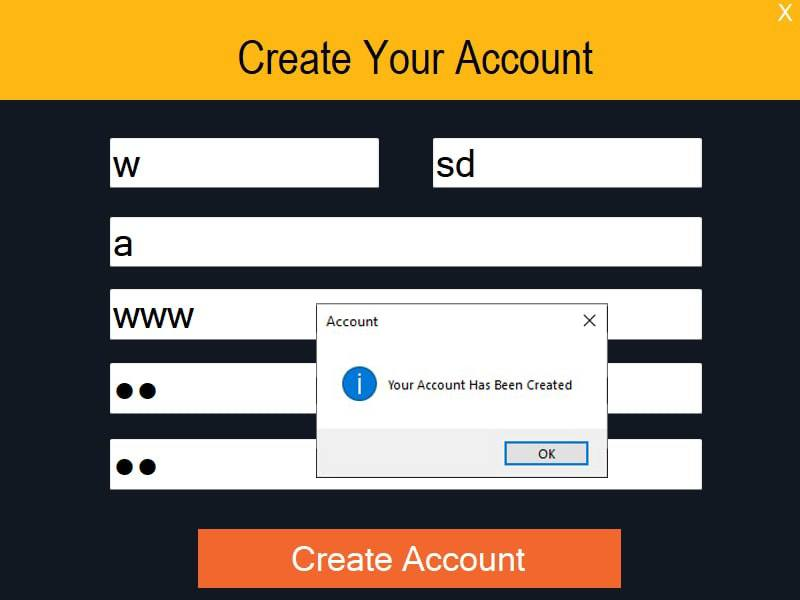 X
Create Your Account
w
sd
a
www
Account
Your Account Has Been Created
OK
●●
●●
Create Account